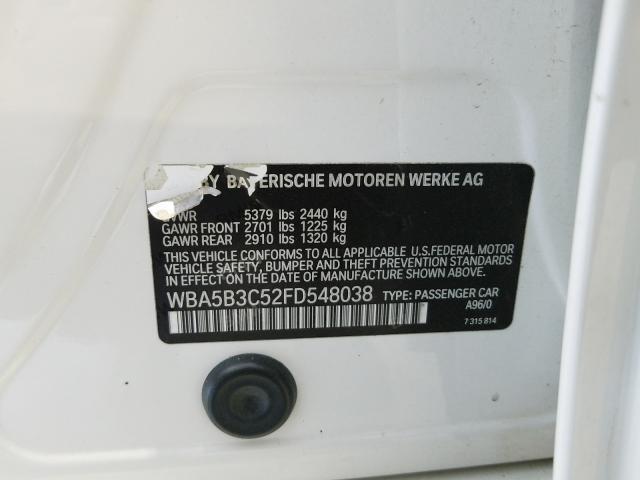 BY BAYERISCHE MOTOREN WERKE AG
GVWR 5379 lbs 2440 kg
GAWR FRONT 2701 lbs 1225 kg
GAWR REAR 2910 lbs 1320 kg
THIS VEHICLE CONFORMS TO ALL APPLICABLE U.S. FEDERAL MOTOR
VEHICLE SAFETY, BUMPER AND THEFT PREVENTION STANDARDS
IN EFFECT ON THE DATE OF MANUFACTURE SHOWN ABOVE.
WBA5B3C52FD548038 TYPE: PASSENGER CAR
A96/0
7 315 814